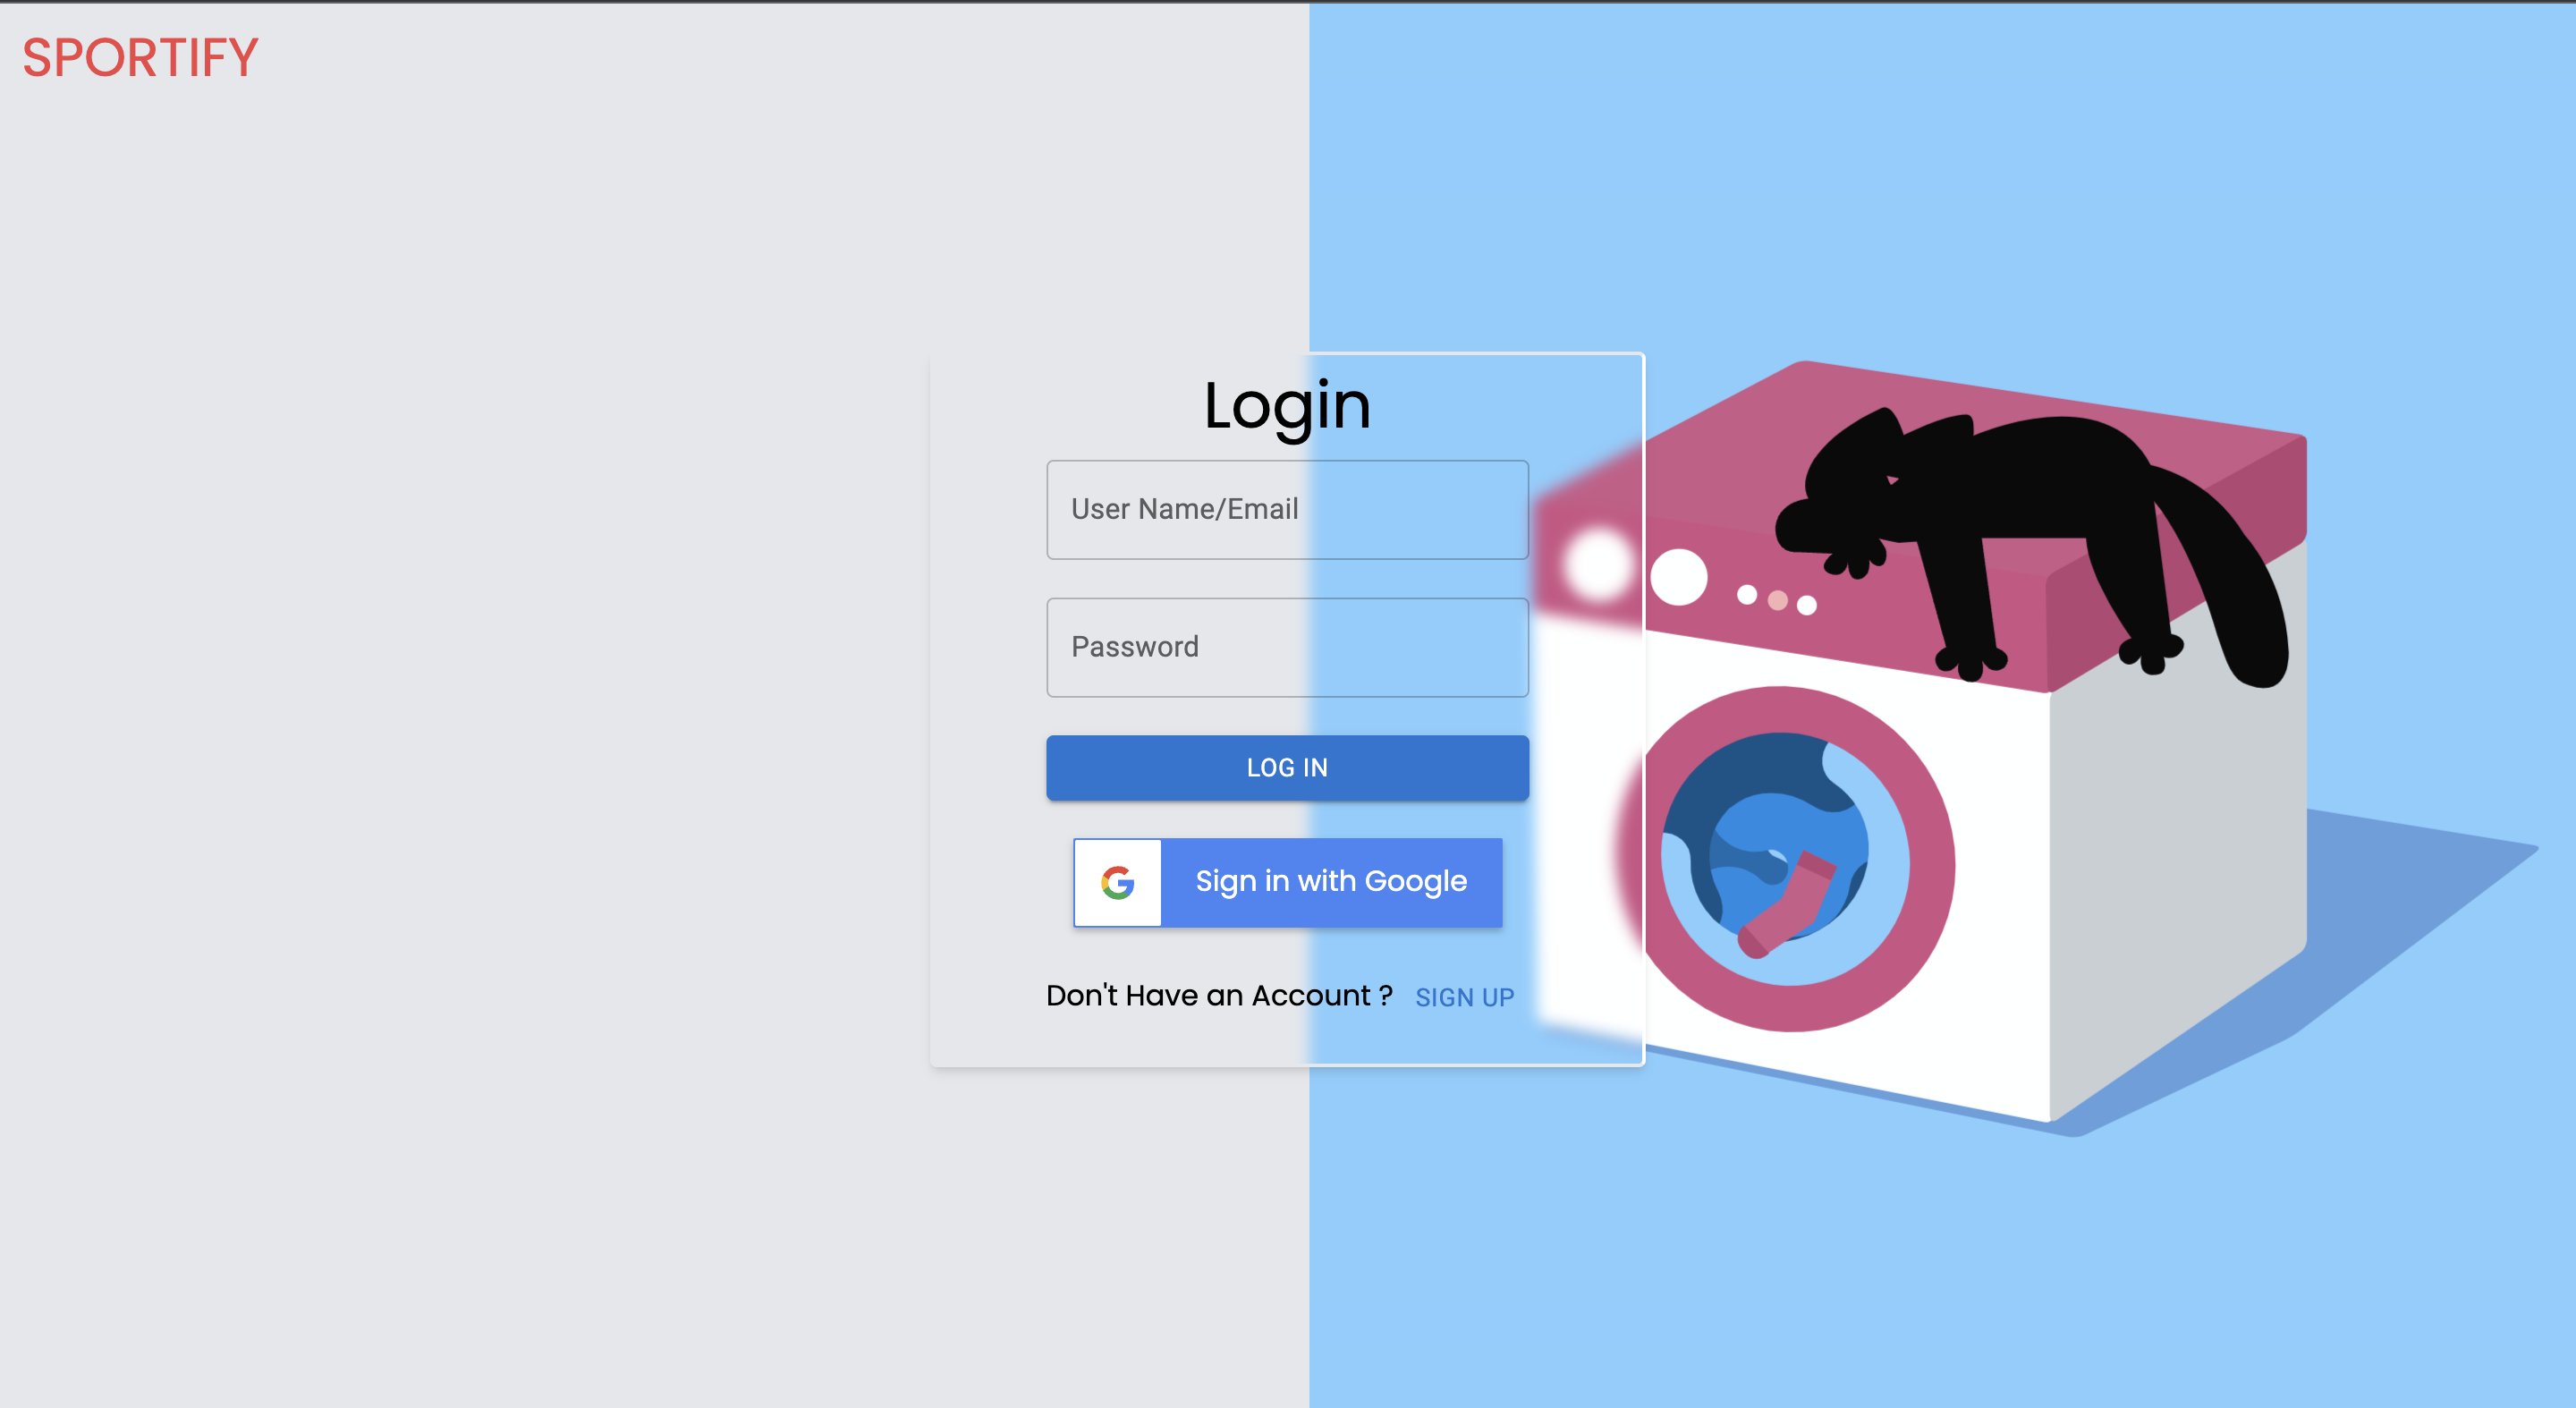 SPORTIFY
Login
User Name/Email
Password
LOG IN
Sign in with Google
Don't Have an Account ? SIGN UP